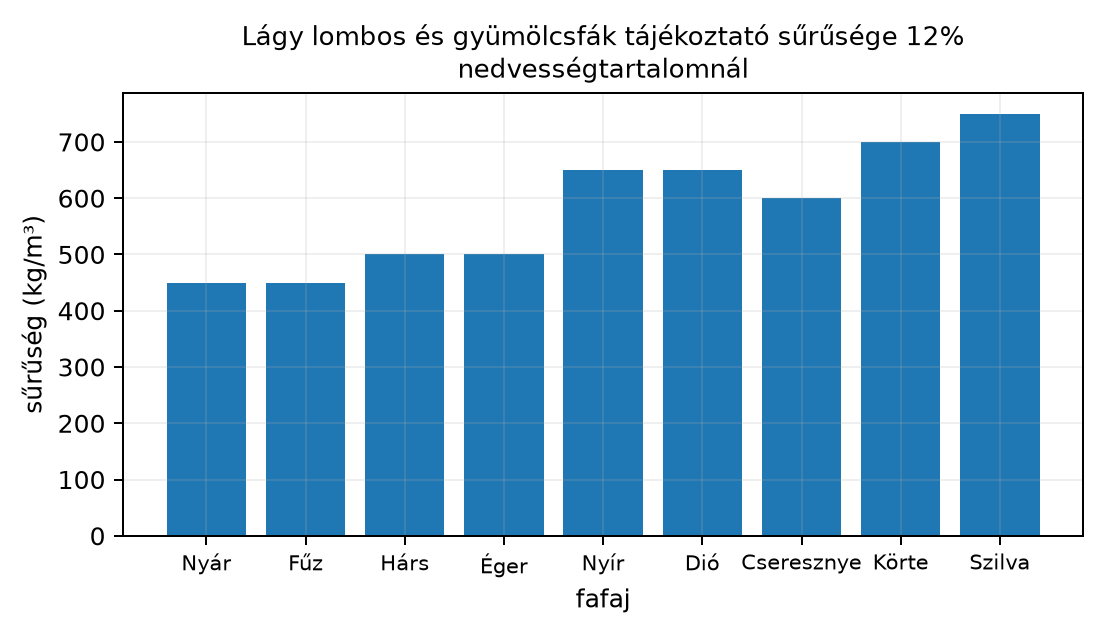 Lágy lombos és gyümölcsfák tájékoztató sűrűsége 12%
nedvességtartalomnál
sűrűség (kg/m³)
700
600
500
400
300
200
100
0
Nyár Fűz Hárs Éger Nyír Dió Cseresznye Körte Szilva
fafaj